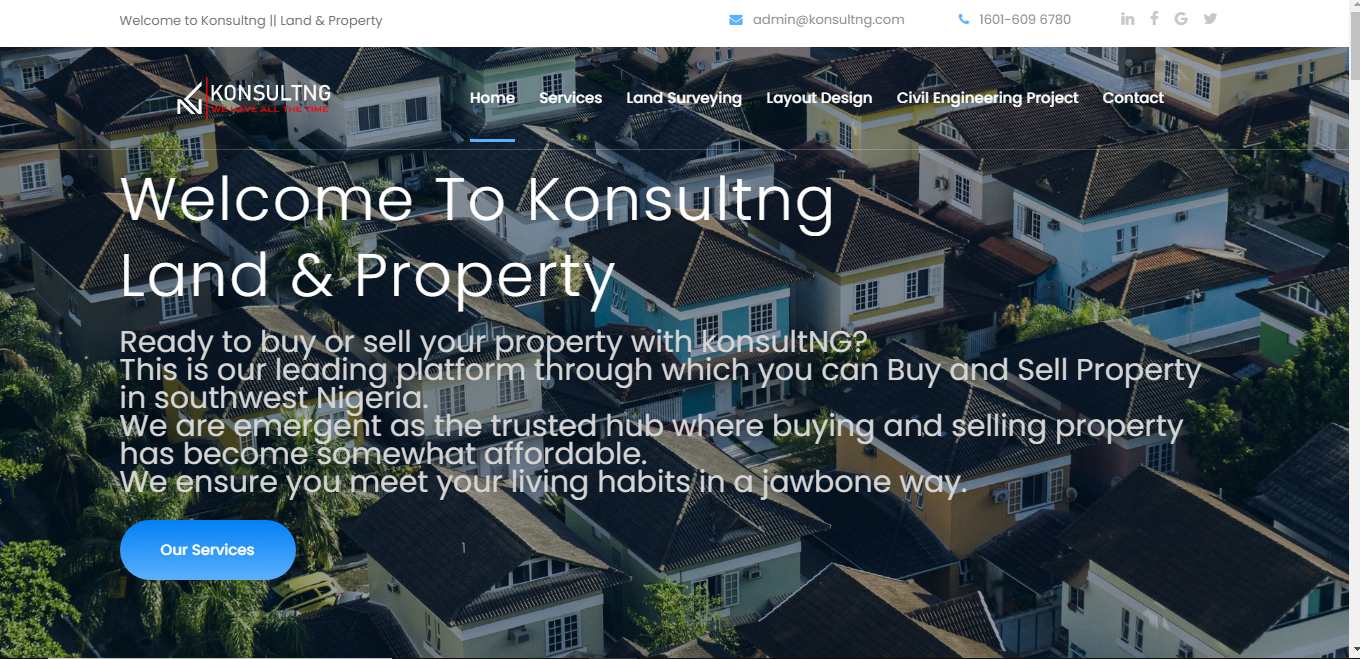 Welcome to Konsultng || Land & Property
admin@konsultng.com
1601-609 6780
KONSULTNG
WE HAVE ALL THE TIME
Home
Services
Land Surveying
Layout Design
Civil Engineering Project
Contact
Welcome To Konsultng
Land & Property
Ready to buy or sell your property with konsultNG?
This is our leading platform through which you can Buy and Sell Property
in southwest Nigeria.
We are emergent as the trusted hub where buying and selling property
has become somewhat affordable.
We ensure you meet your living habits in a jawbone way.
Our Services